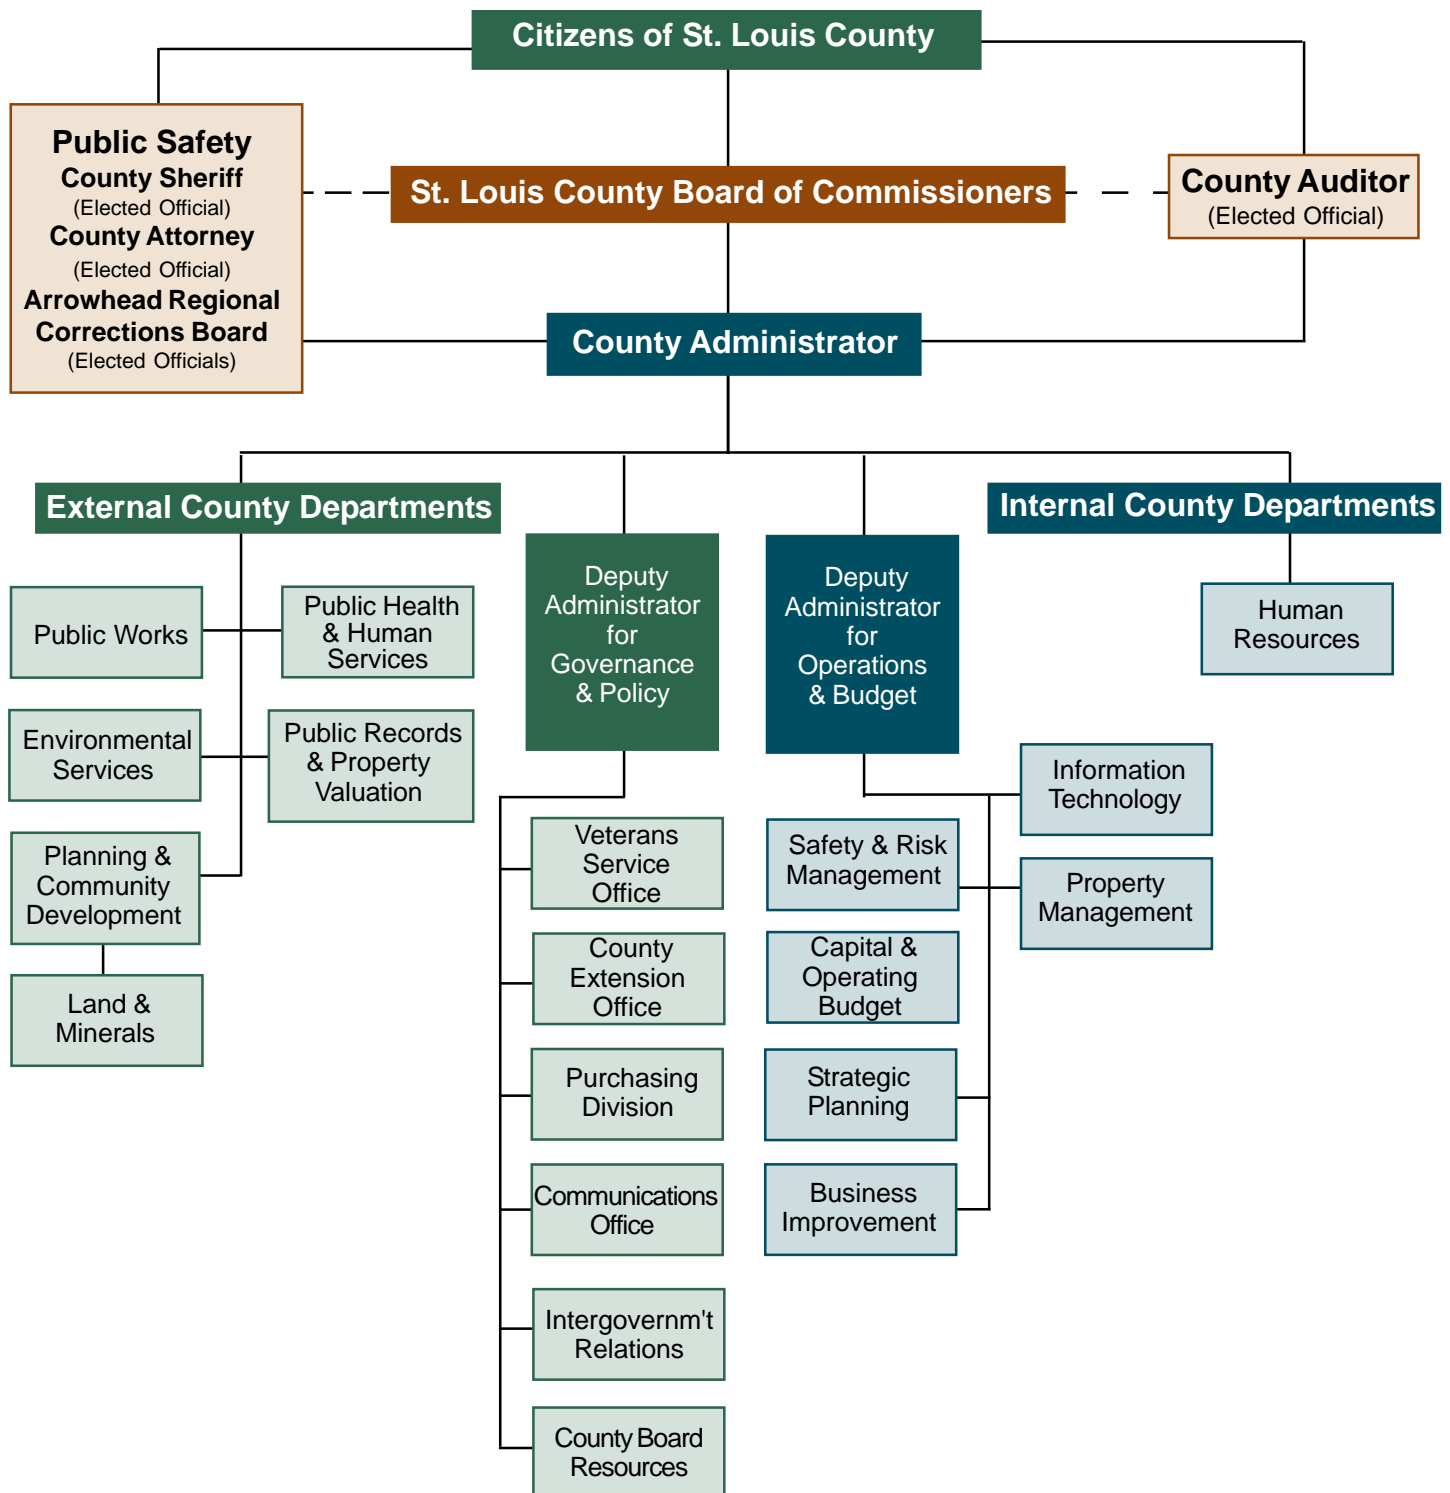 Citizens of St. Louis County
Public Safety
County Sheriff
(Elected Official)
County Attorney
(Elected Official)
Arrowhead Regional
Corrections Board
(Elected Officials)
St. Louis County Board of Commissioners
County Auditor
(Elected Official)
County Administrator
External County Departments
Internal County Departments
Public Works
Public Health
& Human
Services
Environmental
Services
Public Records
& Property
Valuation
Planning &
Community
Development
Land &
Minerals
Deputy
Administrator
for
Governance
& Policy
Veterans
Service
Office
County
Extension
Office
Purchasing
Division
Communications
Office
Intergovernm't
Relations
County Board
Resources
Deputy
Administrator
for
Operations
& Budget
Safety & Risk
Management
Capital &
Operating
Budget
Strategic
Planning
Business
Improvement
Information
Technology
Property
Management
Human
Resources